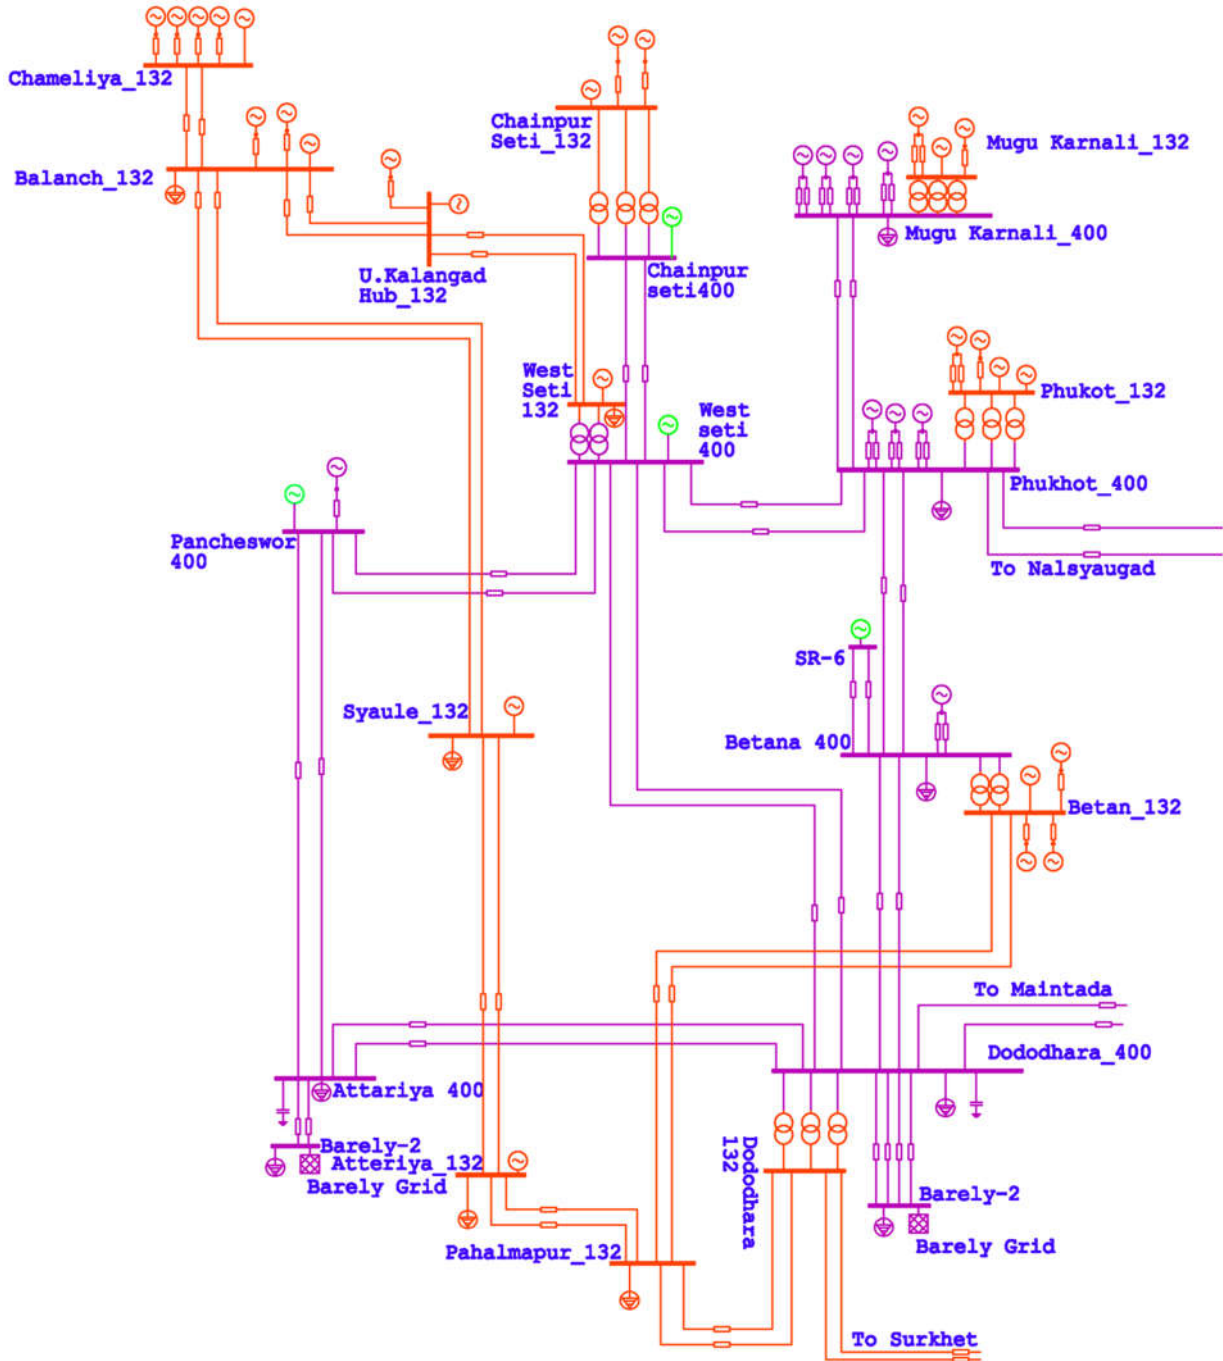 Chameliya_132
Chainpur
Seti_132
Mugu Karnali_132
Balanch_132
Mugu Karnali_400
U.Kalangad
Hub_132
Chainpur
seti400
West
Seti
132
Phukot_132
West
seti
400
Phukhot_400
Pancheswor
400
To Nalsyaugad
SR-6
Syaule_132
Betana 400
Betan_132
To Maintada
Dododhara_400
Attariya 400
Barely-2
Atteriya_132
Barely Grid
Dododhara
132
Barely-2
Barely Grid
Pahalmapur_132
To Surkhet